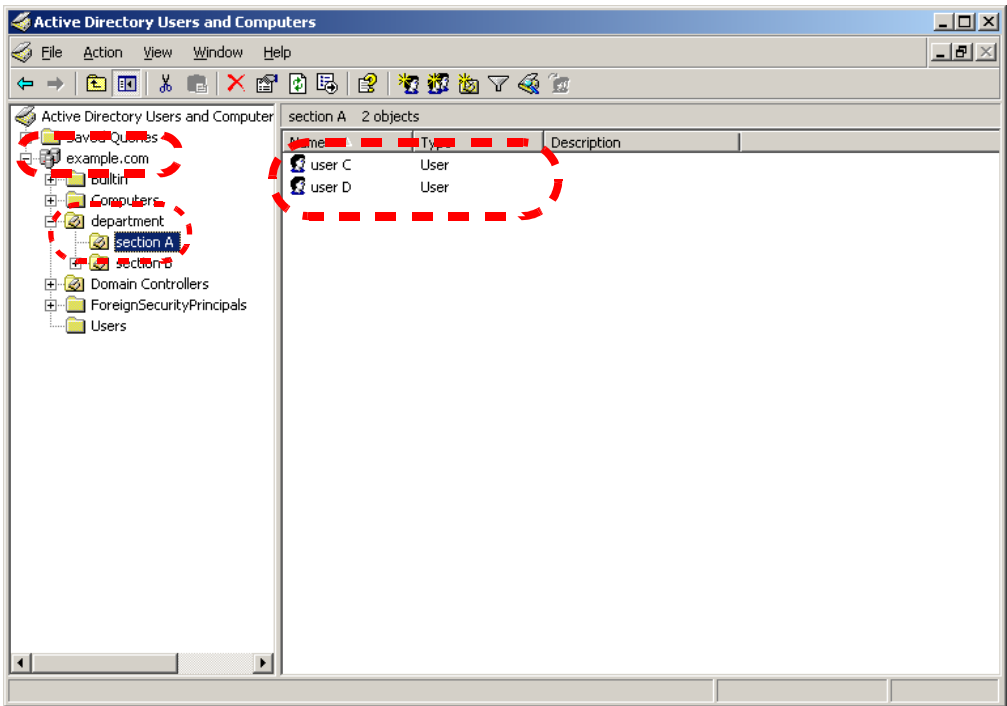 Active Directory Users and Computers
File Action View Window Help
Active Directory Users and Computer
Saved Queries
example.com
Builtin
Computers
department
section A
section B
Domain Controllers
ForeignSecurityPrincipals
Users
section A 2 objects
Name Type Description
user C User
user D User